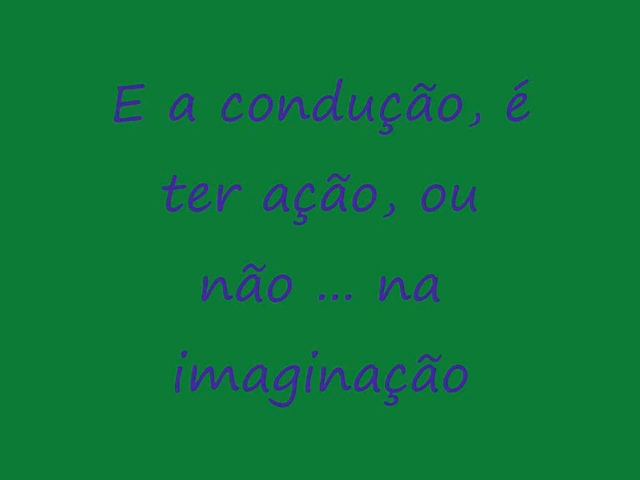 E a condução, é
ter ação, ou
não ... na
imaginação